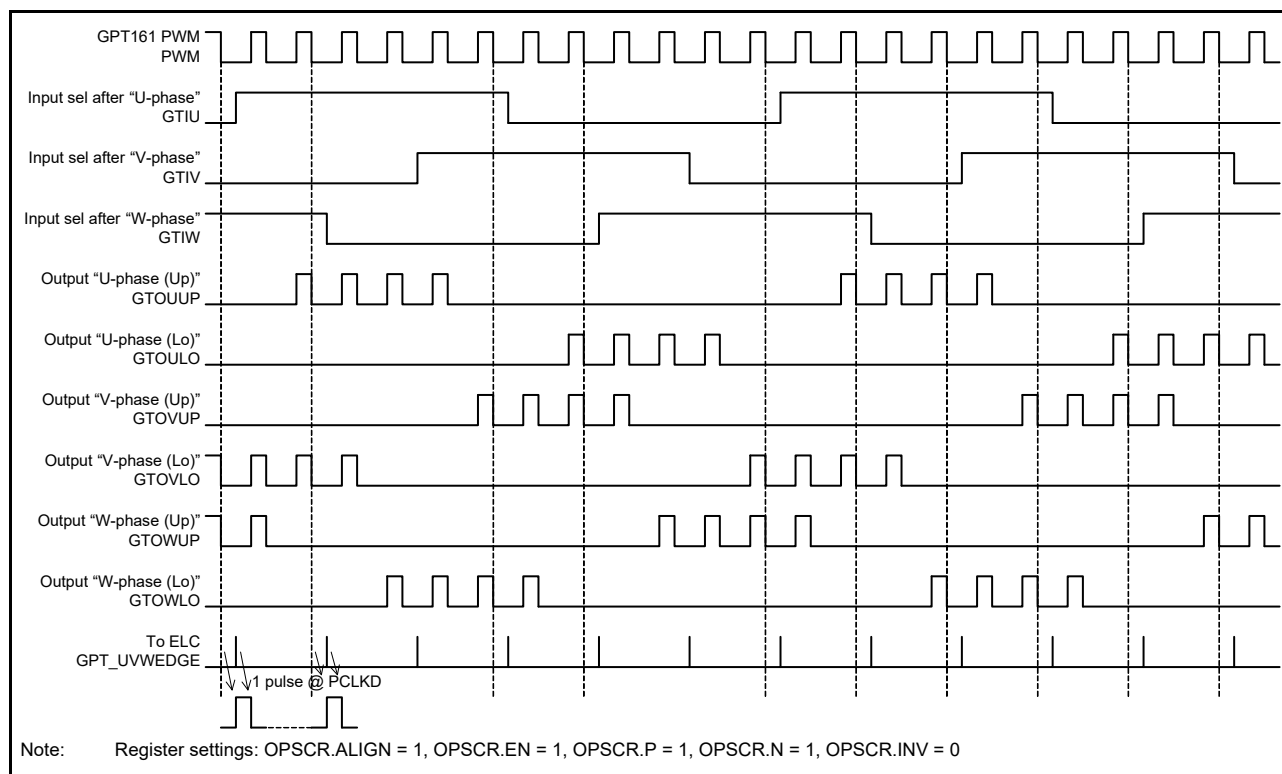 GPT161 PWM
PWM
Input sel after “U-phase”
GTIU
Input sel after “V-phase”
GTIV
Input sel after “W-phase”
GTIW
Output “U-phase (Up)”
GTOUUP
Output “U-phase (Lo)”
GTOULO
Output “V-phase (Up)”
GTOVUP
Output “V-phase (Lo)”
GTOVLO
Output “W-phase (Up)”
GTOWUP
Output “W-phase (Lo)”
GTOWLO
To ELC
GPT_UVWEDGE
1 pulse @ PCLKD
Note: Register settings: OPSCR.ALIGN = 1, OPSCR.EN = 1, OPSCR.P = 1, OPSCR.N = 1, OPSCR.INV = 0